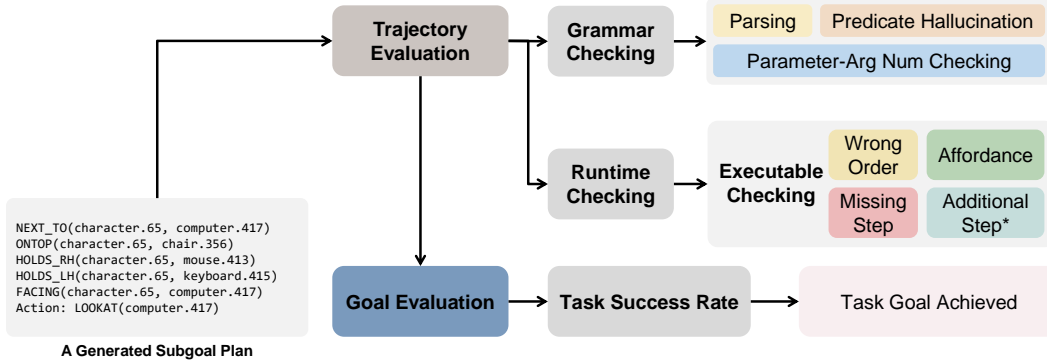 Trajectory
Evaluation
Grammar
Checking
Parsing
Predicate Hallucination
Parameter-Arg Num Checking
Runtime
Checking
Executable
Checking
Wrong
Order
Affordance
Missing
Step
Additional
Step*
NEXT_TO(character.65, computer.417)
ONTOP(character.65, chair.356)
HOLDS_RH(character.65, mouse.413)
HOLDS_LH(character.65, keyboard.415)
FACING(character.65, computer.417)
Action: LOOKAT(computer.417)
A Generated Subgoal Plan
Goal Evaluation
Task Success Rate
Task Goal Achieved